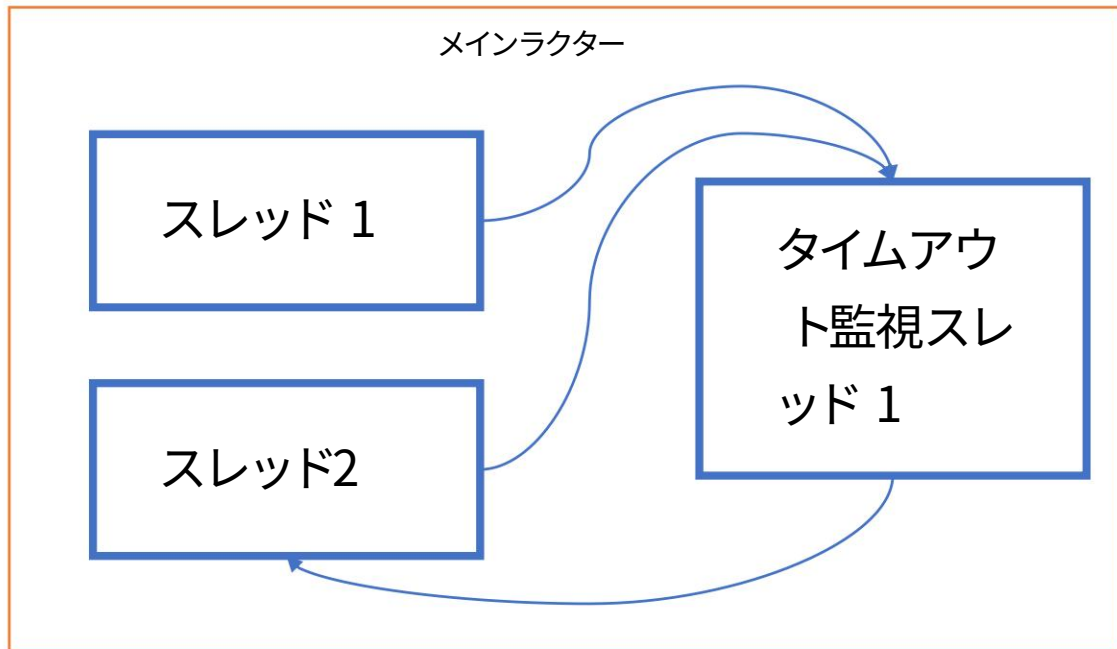 メインラクター
スレッド 1
タイムアウ
ト監視スレ
ッド 1
スレッド2